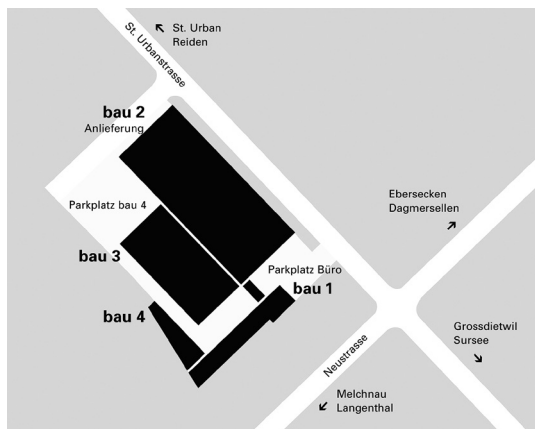 St. Urban
Reiden
St. Urbanstrasse
bau 2
Anlieferung
Parkplatz bau 4
Ebersecken
Dagmersellen
bau 3
Parkplatz Büro
bau 1
bau 4
Grossdietwil
Sursee
Neustrasse
Melchnau
Langenthal